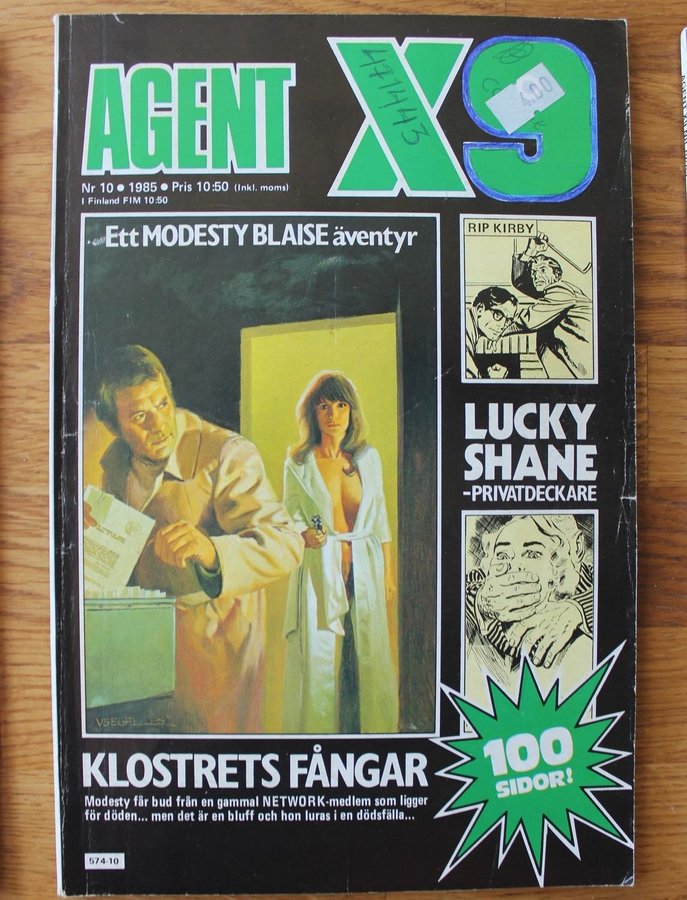 AGENT X9
4,00
Nr 10 • 1985 • Pris 10:50 (Inkl. moms)
I Finland FIM 10:50
Ett MODESTY BLAISE äventyr
RIP KIRBY
LUCKY
SHANE
-PRIVATDECKARE
KLOSTRETS FÅNGAR
Modesty får bud från en gammal NETWORK-medlem som ligger
för döden... men det är en bluff och hon luras i en dödsfälla...
100
SIDOR!
574-10